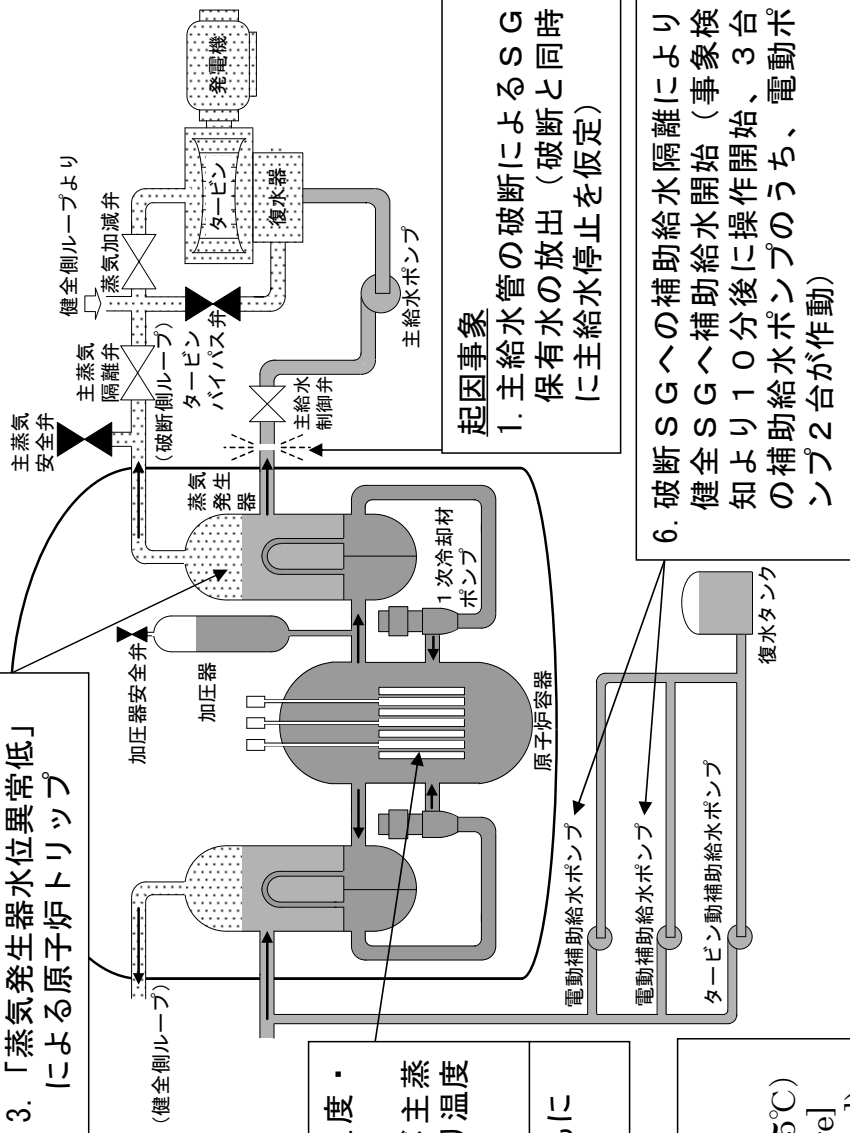 3. 「蒸気発生器水位異常低」
による原子炉トリップ
(健全側ループ)
加圧器安全弁
加圧器
原子炉容器
1次冷却材
ポンプ
蒸気
発生
器
主蒸気
安全弁
主蒸気
隔離弁
(破断側ループ)
健全側ループより
蒸気加減弁
タービン
バイパス弁
タービン
発電機
復水器
主給水
制御弁
主給水ポンプ
起因事象
1. 主給水管の破断によるSG
保有水の放出(破断と同時
に主給水停止を仮定)
6. 破断SGへの補助給水隔離により
健全SGへ補助給水開始(事象検
知より10分後に操作開始、3台
の補助給水ポンプのうち、電動ポ
ンプ2台が作動)
電動補助給水ポンプ
電動補助給水ポンプ
タービン動補助給水ポンプ
復水タンク
度・
主蒸
温度
に
5℃)